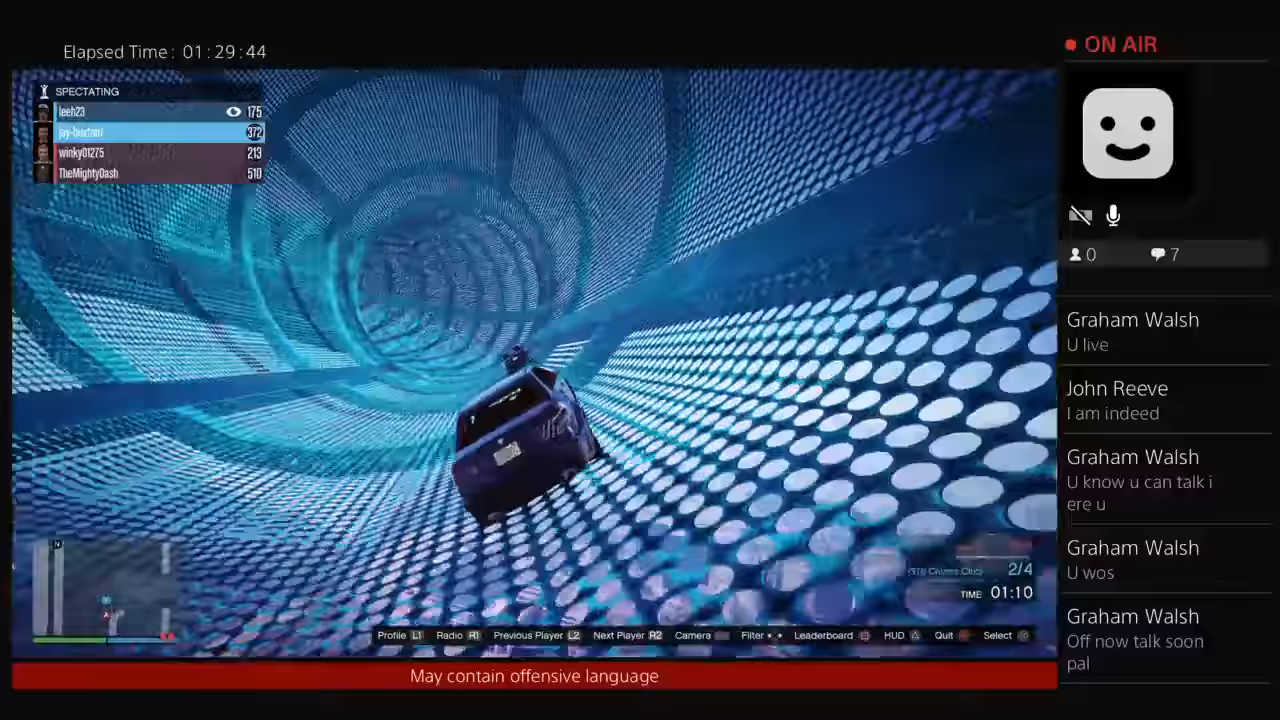 Elapsed Time: 01:29:44
ON AIR
SPECTATING
leeh23 175
372
winky01275 213
TheMightyDash 510
0 7
Graham Walsh
U live
John Reeve
I am indeed
Graham Walsh
U know u can talk i
ere u
Graham Walsh
U wos
Graham Walsh
Off now talk soon
pal
N
2/4
TIME 01:10
Profile L1 Radio R1 Previous Player L2 Next Player R2 Camera Filter Leaderboard HUD Quit Select
May contain offensive language